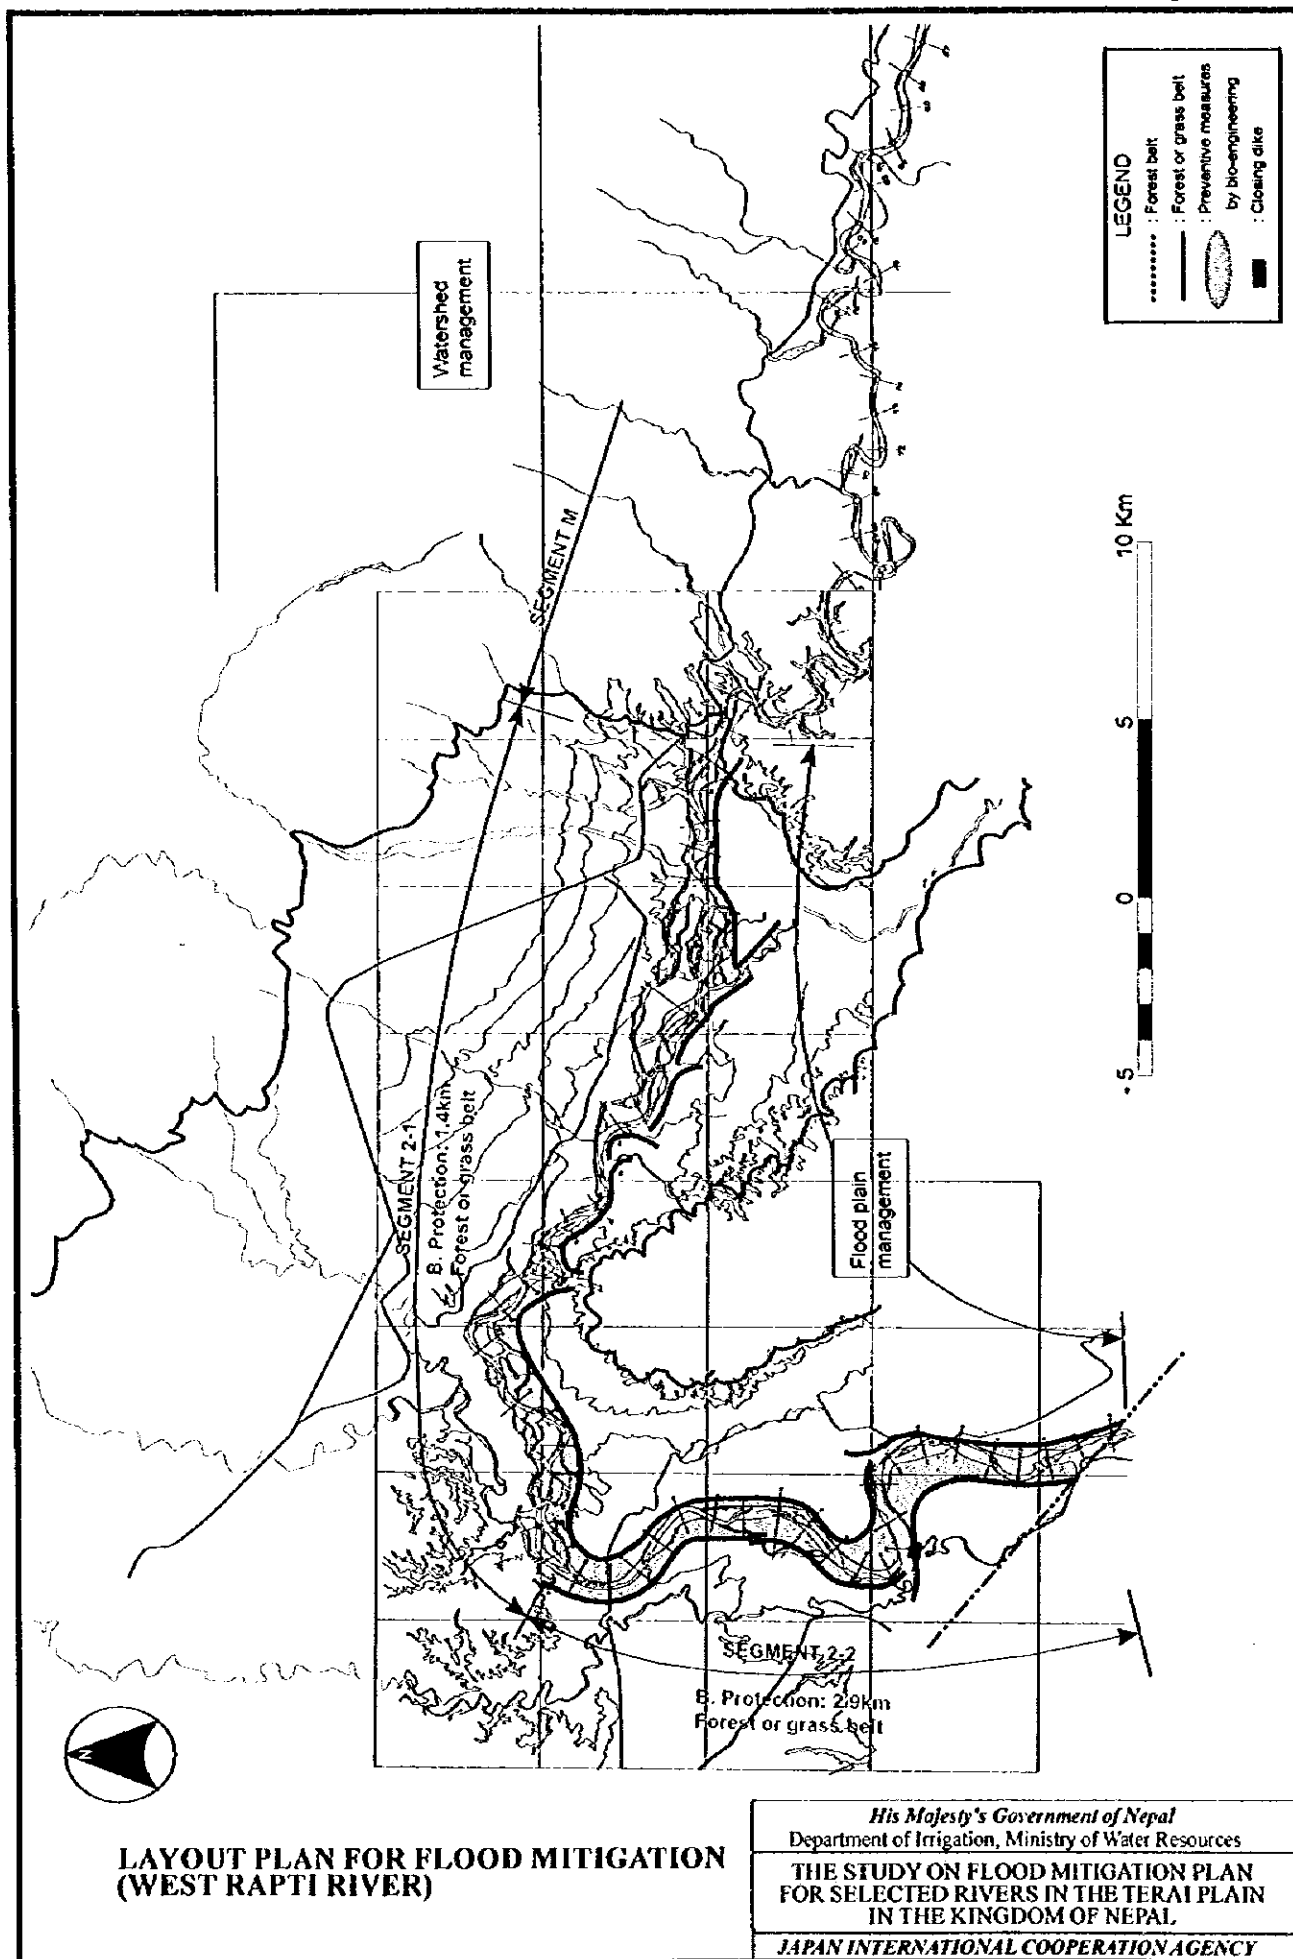 LEGEND
: Forest belt
: Forest or grass belt
: Preventive measures
by bio-engineering
: Closing dike
Watershed
management
SEGMENT M
SEGMENT 2-1
B. Protection: 1.4km
Forest or grass belt
Flood plain
management
SEGMENT 2-2
B. Protection: 2.9km
Forest or grass belt
5
0
5
10 Km
N
LAYOUT PLAN FOR FLOOD MITIGATION
(WEST RAPTI RIVER)
His Majesty's Government of Nepal
Department of Irrigation, Ministry of Water Resources
THE STUDY ON FLOOD MITIGATION PLAN
FOR SELECTED RIVERS IN THE TERAI PLAIN
IN THE KINGDOM OF NEPAL
JAPAN INTERNATIONAL COOPERATION AGENCY